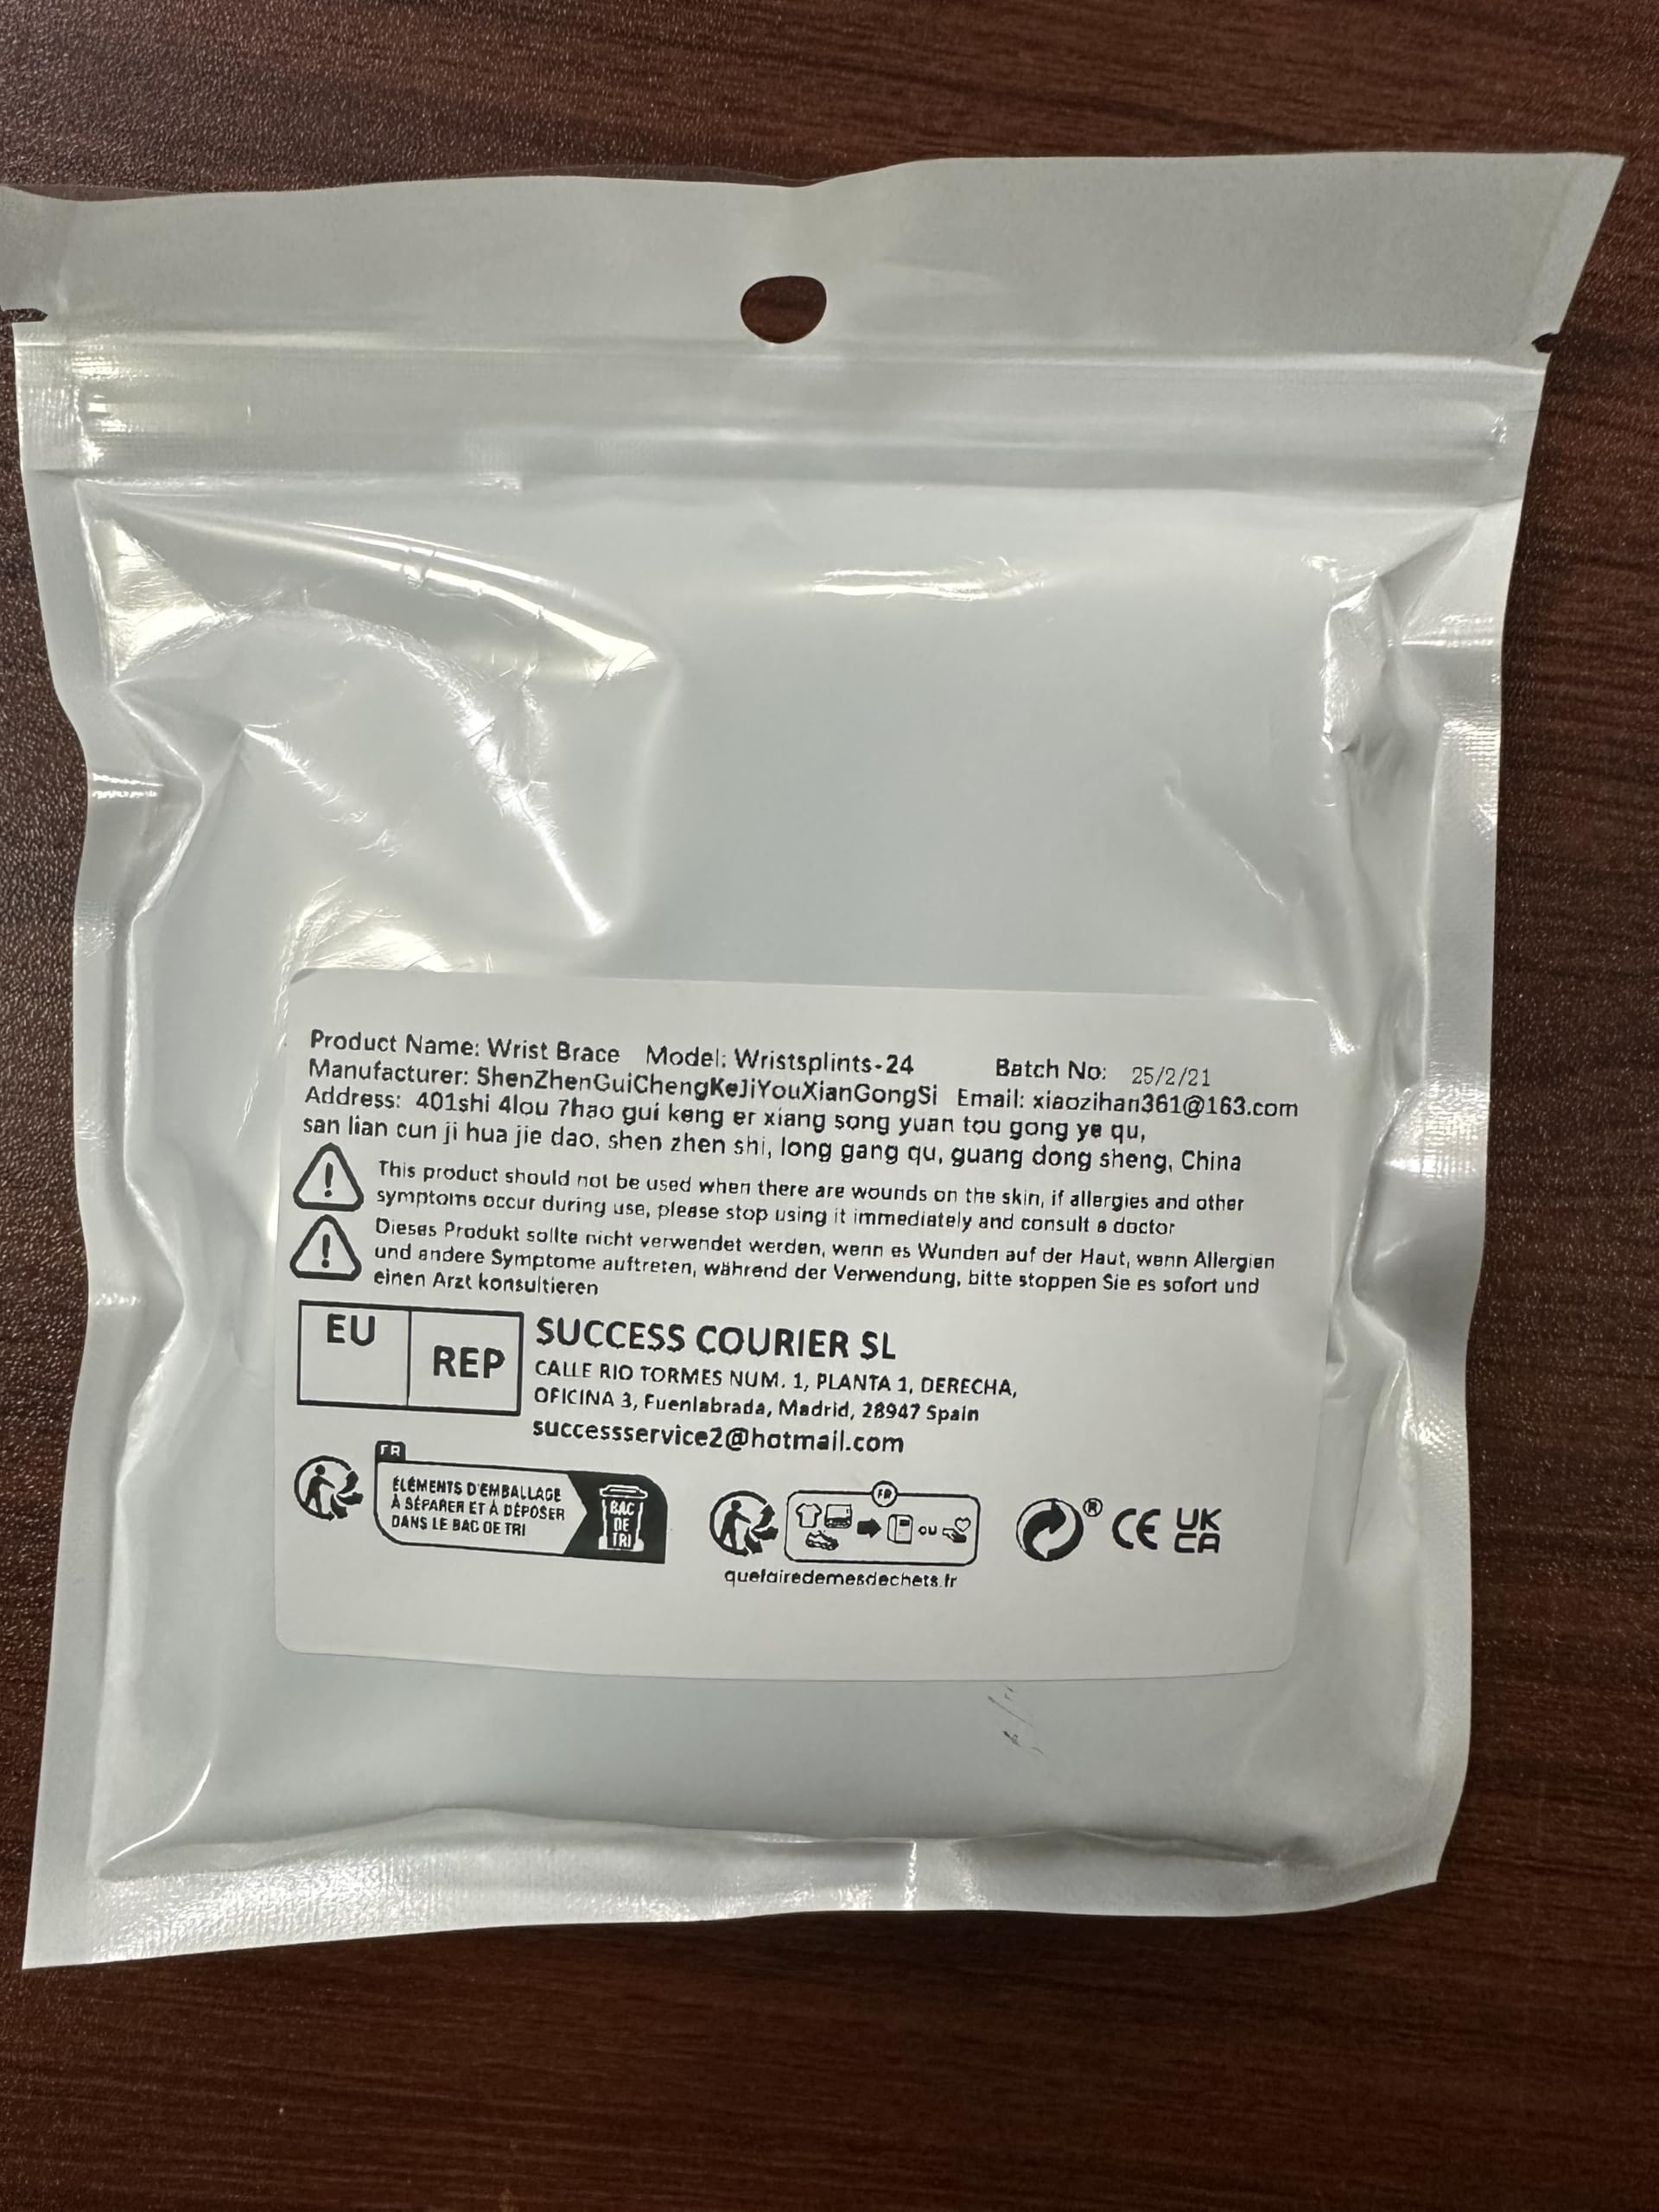 Product Name: Wrist Brace Model: Wristsplints-24 Batch No: 25/2/21
Manufacturer: ShenZhenGuiChengKeJiYouXianGongSi Email: xiaozihan361@163.com
Address: 401shi 4lou 7hao gui keng er xiang song yuan tou gong ye qu,
san lian cun ji hua jie dao, shen zhen shi, long gang qu, guang dong sheng, China
This product should not be used when there are wounds on the skin, if allergies and other
symptoms occur during use, please stop using it immediately and consult a doctor
Dieses Produkt sollte nicht verwendet werden, wenn es Wunden auf der Haut, wenn Allergien
und andere Symptome auftreten, während der Verwendung, bitte stoppen Sie es sofort und
einen Arzt konsultieren
EU REP
SUCCESS COURIER SL
CALLE RIO TORMES NUM. 1, PLANTA 1, DERECHA,
OFICINA 3, Fuenlabrada, Madrid, 28947 Spain
successservice2@hotmail.com
FR
ÉLÉMENTS D'EMBALLAGE
À SÉPARER ET À DÉPOSER
DANS LE BAC DE TRI
BAC
DE
TRI
FR
OU
quefairedemesdechets.fr
® CE UK
CA